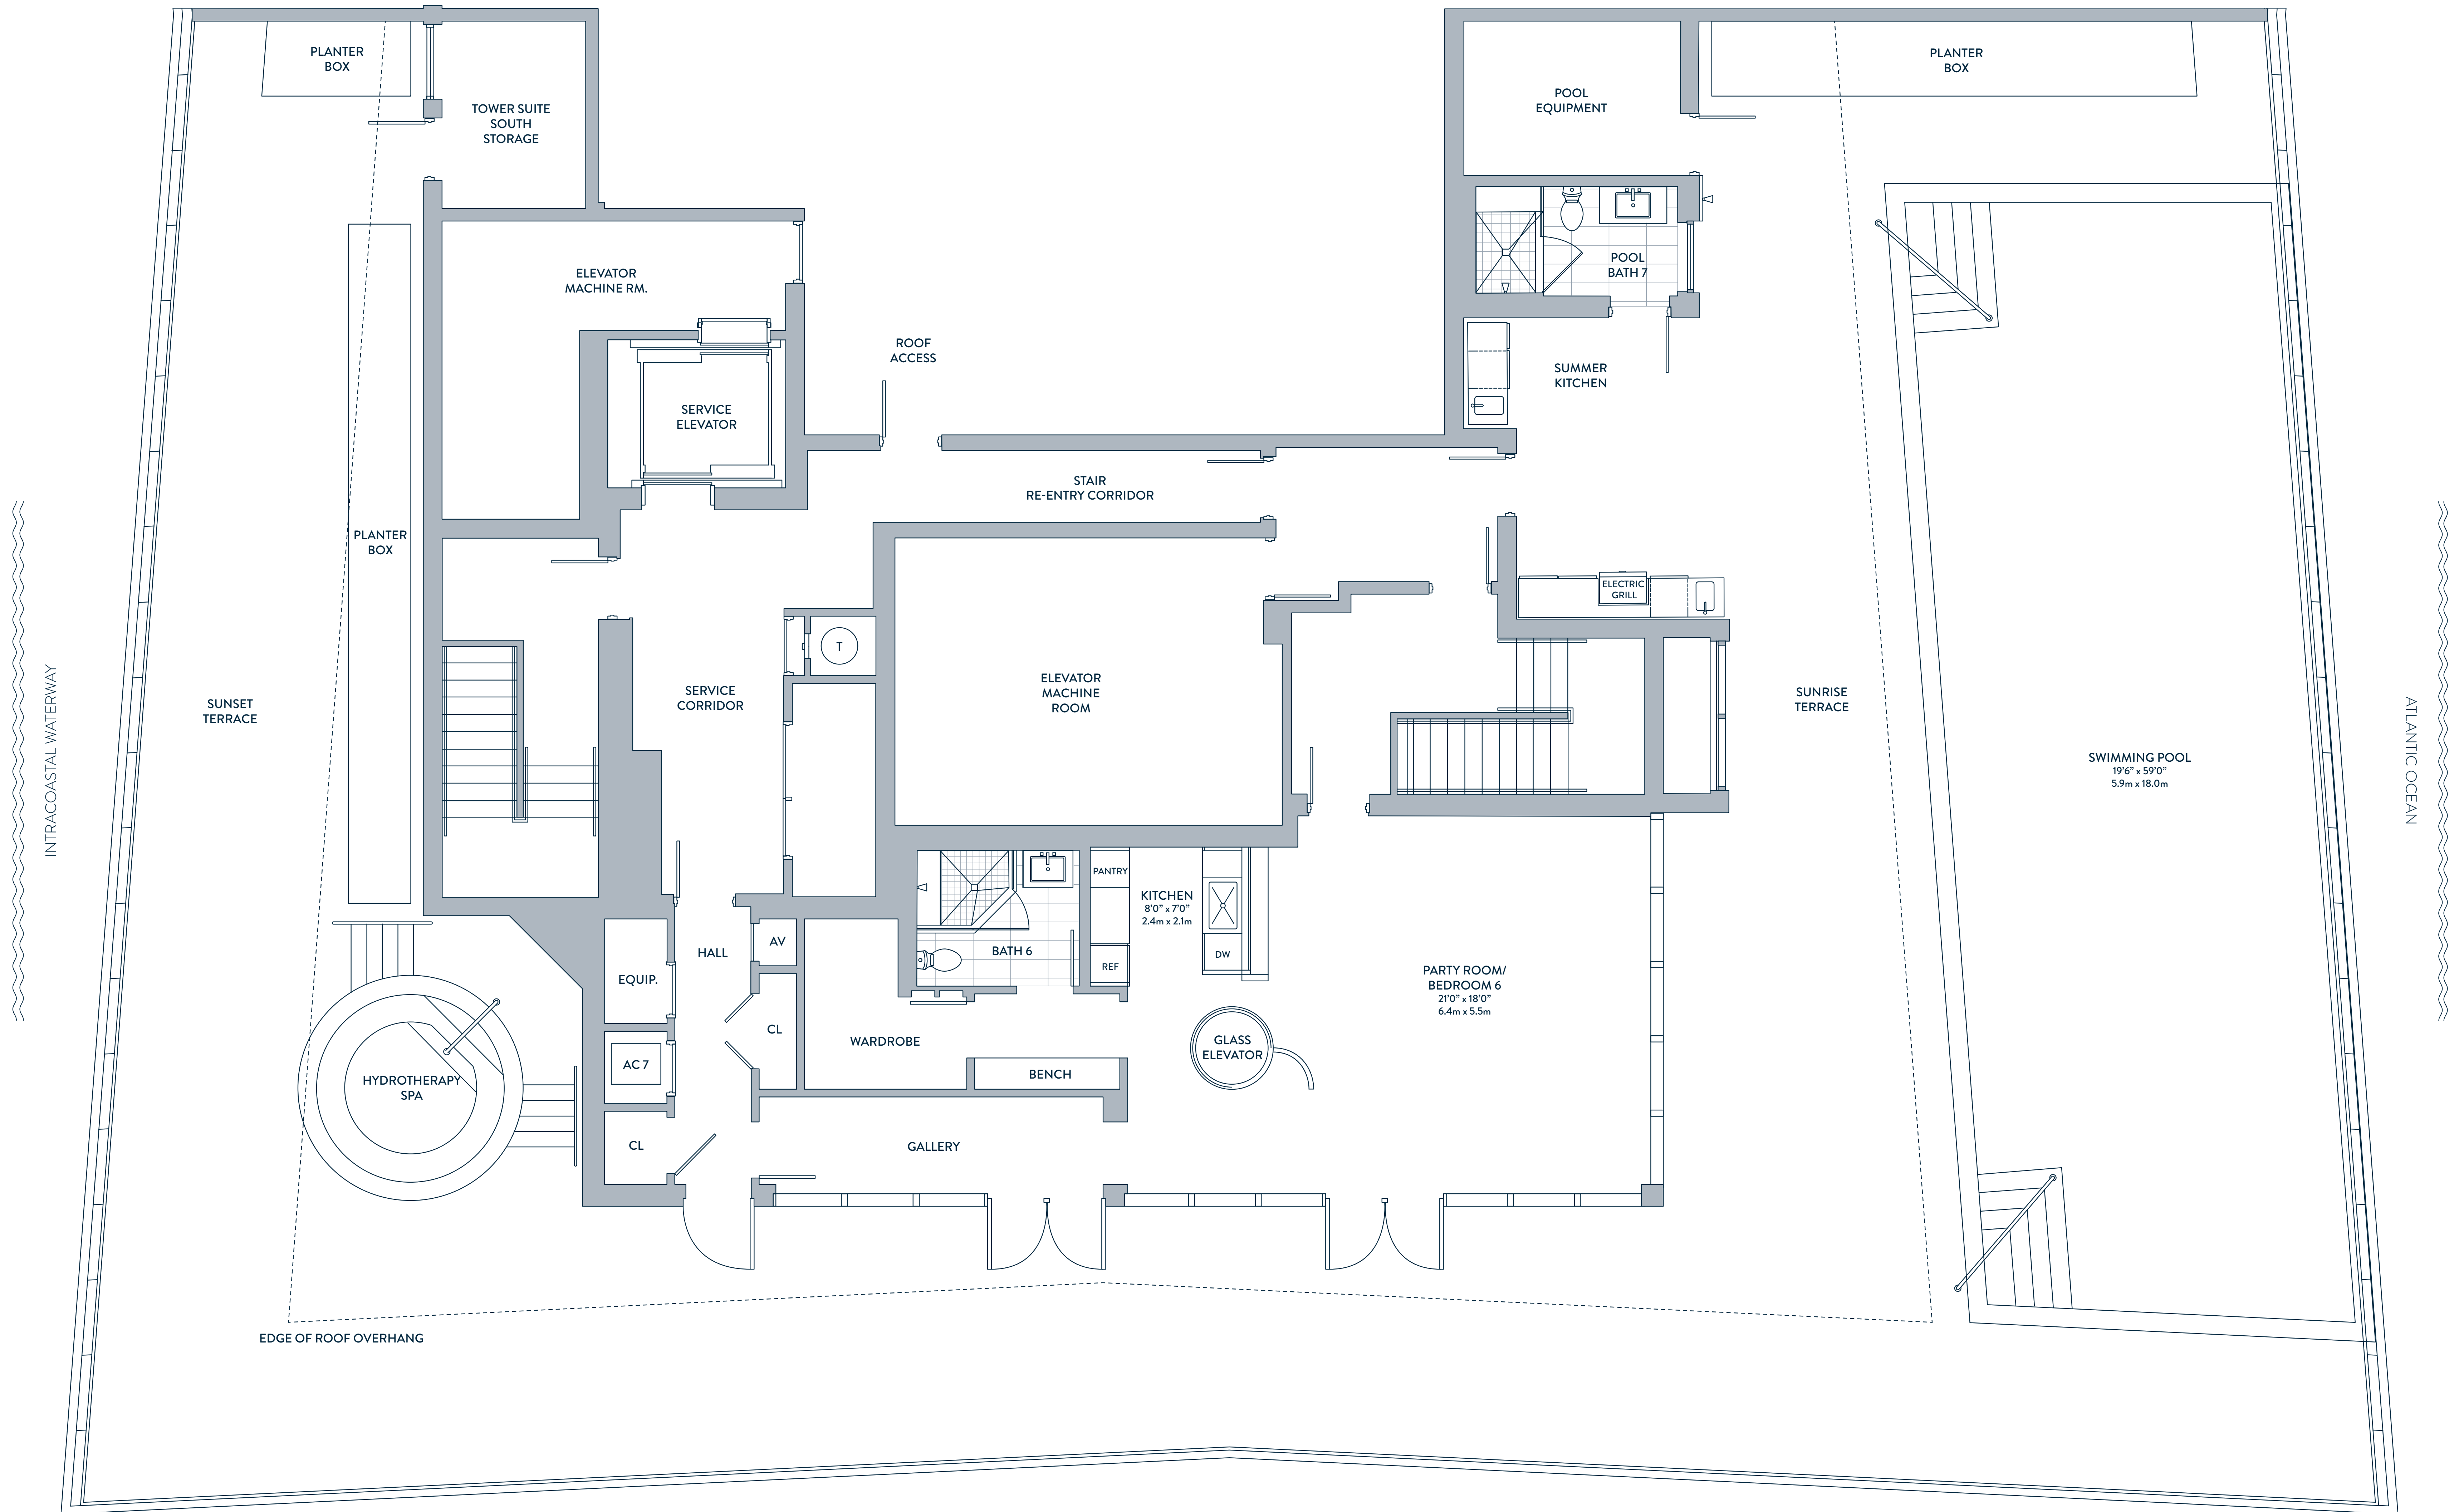 PLANTER
BOX
TOWER SUITE
SOUTH
STORAGE
POOL
EQUIPMENT
PLANTER
BOX
ELEVATOR
MACHINE RM.
POOL
BATH 7
ROOF
ACCESS
SERVICE
ELEVATOR
SUMMER
KITCHEN
STAIR
RE-ENTRY CORRIDOR
PLANTER
BOX
ELECTRIC
GRILL
T
SUNSET
TERRACE
SERVICE
CORRIDOR
ELEVATOR
MACHINE
ROOM
SUNRISE
TERRACE
INTRACOASTAL WATERWAY
ATLANTIC OCEAN
SWIMMING POOL
19'6" x 59'0"
5.9m x 18.0m
PANTRY
KITCHEN
8'0" x 7'0"
2.4m x 2.1m
HALL
AV
BATH 6
REF
DW
EQUIP.
PARTY ROOM/
BEDROOM 6
21'0" x 18'0"
6.4m x 5.5m
CL
WARDROBE
GLASS
ELEVATOR
AC 7
BENCH
HYDROTHERAPY
SPA
CL
GALLERY
EDGE OF ROOF OVERHANG